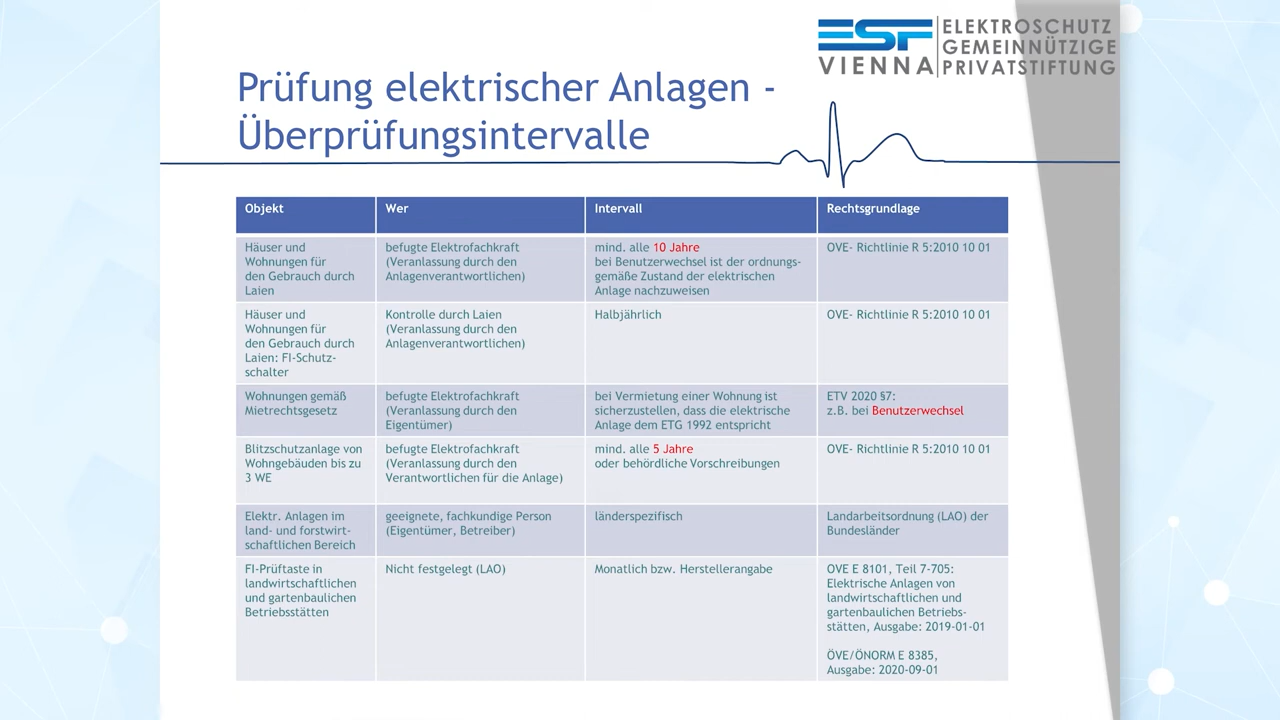 ESF VIENNA
ELEKTROSCHUTZ
GEMEINNÜTZIGE
PRIVATSTIFTUNG
Prüfung elektrischer Anlagen -
Überprüfungsintervalle
Objekt
Wer
Intervall
Rechtsgrundlage
Häuser und
Wohnungen für
den Gebrauch durch
Laien
befugte Elektrofachkraft
(Veranlassung durch den
Anlagenverantwortlichen)
mind. alle 10 Jahre
bei Benutzerwechsel ist der ordnungs-
gemäße Zustand der elektrischen
Anlage nachzuweisen
OVE- Richtlinie R 5:2010 10 01
Häuser und
Wohnungen für
den Gebrauch durch
Laien: FI-Schutz-
schalter
Kontrolle durch Laien
(Veranlassung durch den
Anlagenverantwortlichen)
Halbjährlich
OVE- Richtlinie R 5:2010 10 01
Wohnungen gemäß
Mietrechtsgesetz
befugte Elektrofachkraft
(Veranlassung durch den
Eigentümer)
bei Vermietung einer Wohnung ist
sicherzustellen, dass die elektrische
Anlage dem ETG 1992 entspricht
ETV 2020 §7:
z.B. bei Benutzerwechsel
Blitzschutzanlage von
Wohngebäuden bis zu
3 WE
befugte Elektrofachkraft
(Veranlassung durch den
Verantwortlichen für die Anlage)
mind. alle 5 Jahre
oder behördliche Vorschreibungen
OVE- Richtlinie R 5:2010 10 01
Elektr. Anlagen im
land- und forstwirt-
schaftlichen Bereich
geeignete, fachkundige Person
(Eigentümer, Betreiber)
länderspezifisch
Landarbeitsordnung (LAO) der
Bundesländer
FI-Prüftaste in
landwirtschaftlichen
und gartenbaulichen
Betriebsstätten
Nicht festgelegt (LAO)
Monatlich bzw. Herstellerangabe
OVE E 8101, Teil 7-705:
Elektrische Anlagen von
landwirtschaftlichen und
gartenbaulichen Betriebs-
stätten, Ausgabe: 2019-01-01
ÖVE/ÖNORM E 8385,
Ausgabe: 2020-09-01